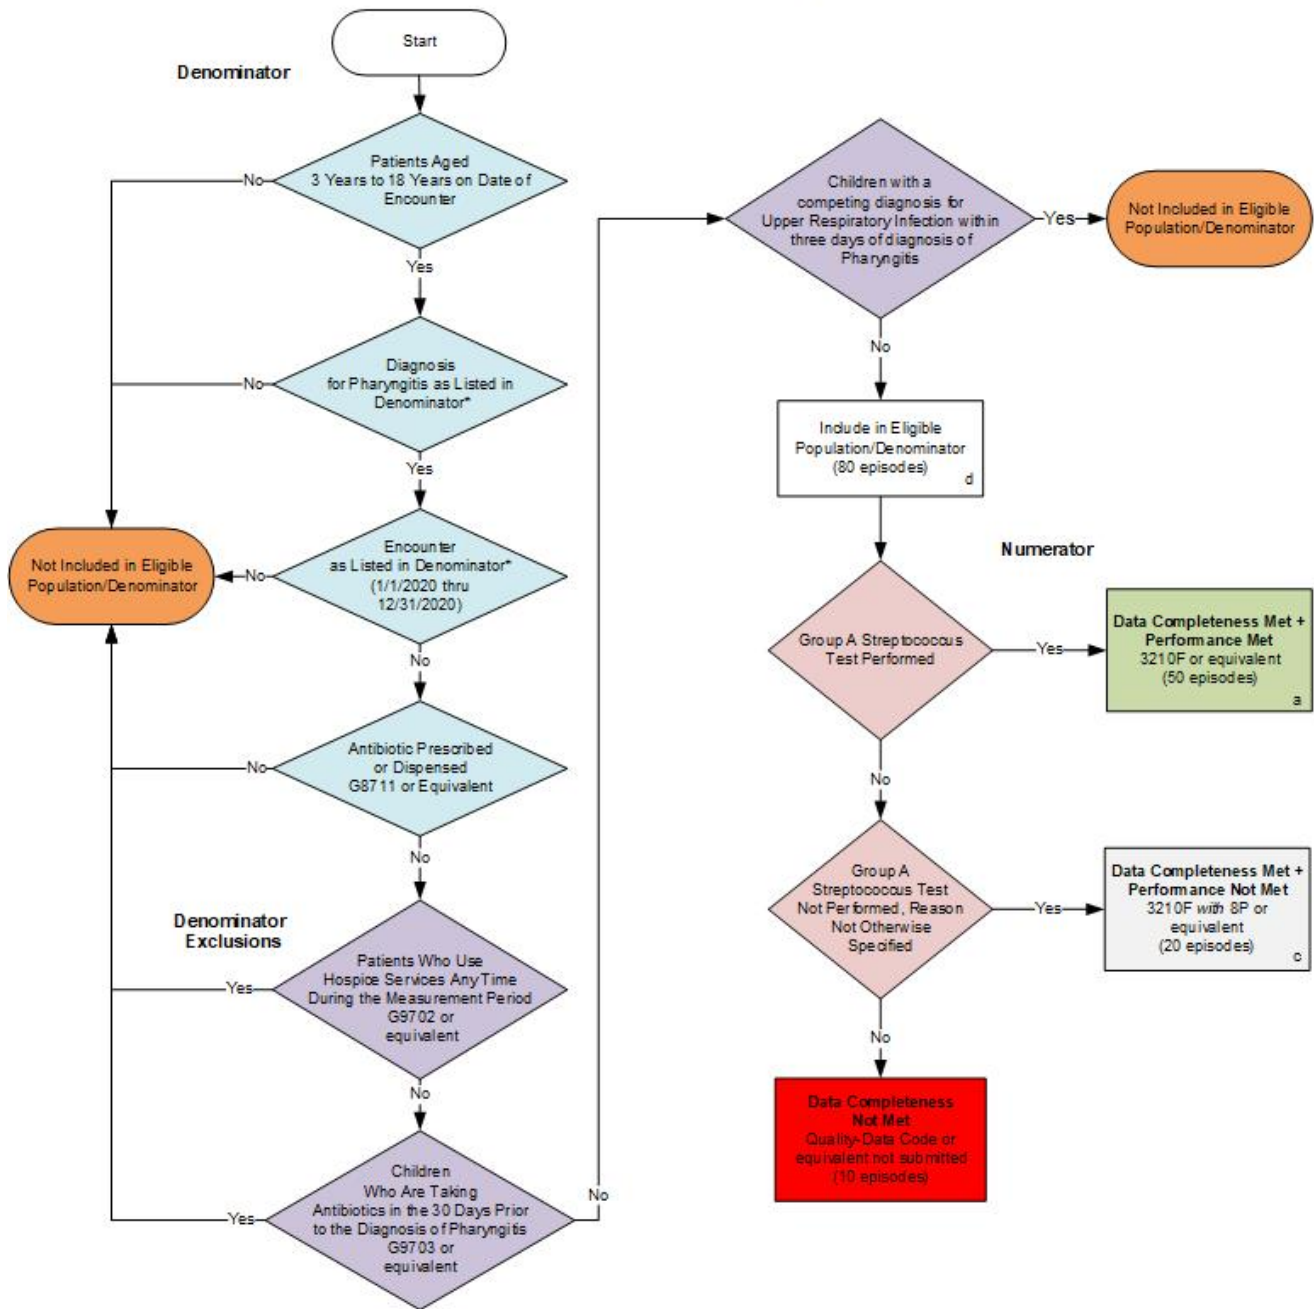 Start
Denominator
Patients Aged
3 Years to 18 Years on Date of
Encounter
No
Yes
Diagnosis
for Pharyngitis as Listed in
Denominator*
No
Yes
Encounter
as Listed in Denominator*
(1/1/2020 thru
12/31/2020)
No
Not Included in Eligible
Population/Denominator
No
Antibiotic Prescribed
or Dispensed
G8711 or Equivalent
No
No
Denominator
Exclusions
Patients Who Use
Hospice Services Any Time
During the Measurement Period
G9702 or
equivalent
Yes
No
Children
Who Are Taking
Antibiotics in the 30 Days Prior
to the Diagnosis of Pharyngitis
G9703 or
equivalent
Yes
No
Children with a
competing diagnosis for
Upper Respiratory Infection within
three days of diagnosis of
Pharyngitis
Yes
Not Included in Eligible
Population/Denominator
No
Include in Eligible
Population/Denominator
(80 episodes)
d
Numerator
Group A Streptococcus
Test Performed
Yes
Data Completeness Met +
Performance Met
3210F or equivalent
(50 episodes)
a
No
Group A
Streptococcus Test
Not Performed, Reason
Not Otherwise
Specified
Yes
Data Completeness Met +
Performance Not Met
3210F with 8P or
equivalent
(20 episodes)
c
No
Data Completeness
Not Met
Quality-Data Code or
equivalent not submitted
(10 episodes)